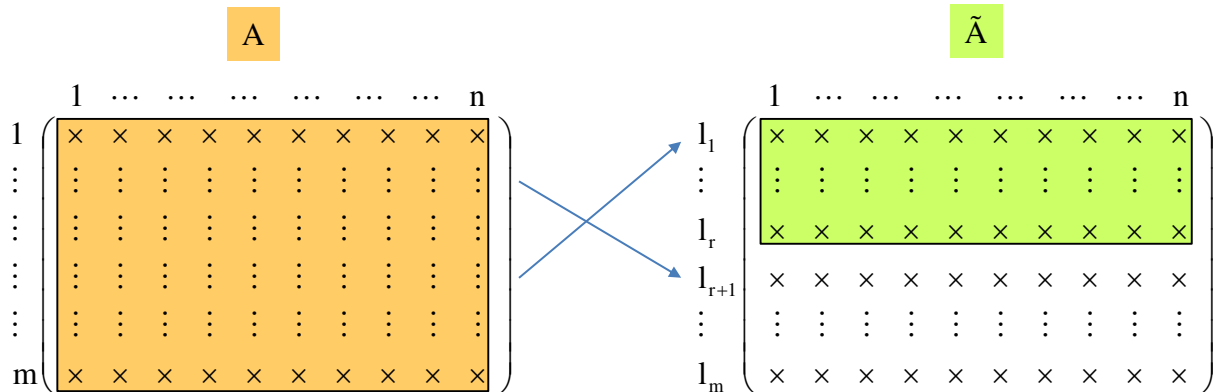 A Ã
1 ⋯ ⋯ ⋯ ⋯ ⋯ ⋯ n 1 ⋯ ⋯ ⋯ ⋯ ⋯ ⋯ n
1 ( × × × × × × × × × × ) l₁ ( × × × × × × × × × × )
⋮ ⋮ ⋮ ⋮ ⋮ ⋮ ⋮ ⋮ ⋮ ⋮ ⋮ ⋮ ⋮ ⋮ ⋮ ⋮ ⋮ ⋮ ⋮ ⋮ ⋮ ⋮
⋮ ⋮ ⋮ ⋮ ⋮ ⋮ ⋮ ⋮ ⋮ ⋮ ⋮ lᵣ × × × × × × × × × ×
⋮ ⋮ ⋮ ⋮ ⋮ ⋮ ⋮ ⋮ ⋮ ⋮ ⋮ lᵣ₊₁ × × × × × × × × × ×
⋮ ⋮ ⋮ ⋮ ⋮ ⋮ ⋮ ⋮ ⋮ ⋮ ⋮ ⋮ ⋮ ⋮ ⋮ ⋮ ⋮ ⋮ ⋮ ⋮ ⋮ ⋮
m × × × × × × × × × × lₘ × × × × × × × × × ×